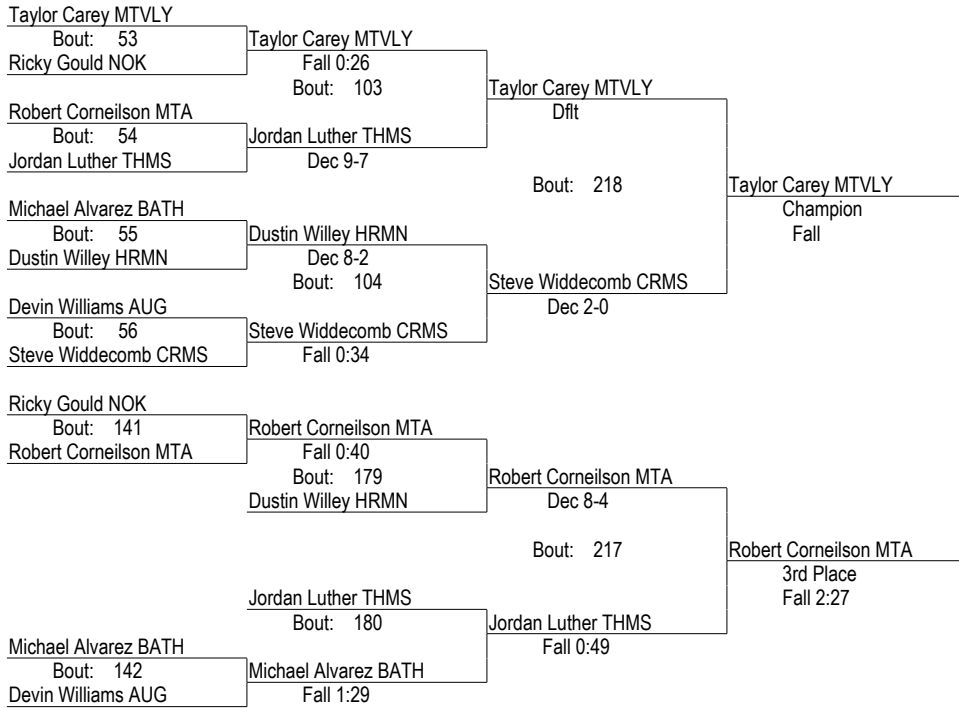 Taylor Carey MTVLY
Bout: 53
Taylor Carey MTVLY
Ricky Gould NOK
Fall 0:26
Bout: 103
Taylor Carey MTVLY
Robert Corneilson MTA
Dflt
Bout: 54
Jordan Luther THMS
Jordan Luther THMS
Dec 9-7
Bout: 218
Taylor Carey MTVLY
Michael Alvarez BATH
Champion
Bout: 55
Dustin Willey HRMN
Fall
Dustin Willey HRMN
Dec 8-2
Bout: 104
Steve Widdecomb CRMS
Devin Williams AUG
Dec 2-0
Bout: 56
Steve Widdecomb CRMS
Steve Widdecomb CRMS
Fall 0:34
Ricky Gould NOK
Bout: 141
Robert Corneilson MTA
Robert Corneilson MTA
Fall 0:40
Bout: 179
Robert Corneilson MTA
Dustin Willey HRMN
Dec 8-4
Bout: 217
Robert Corneilson MTA
3rd Place
Jordan Luther THMS
Fall 2:27
Bout: 180
Jordan Luther THMS
Michael Alvarez BATH
Fall 0:49
Bout: 142
Michael Alvarez BATH
Devin Williams AUG
Fall 1:29